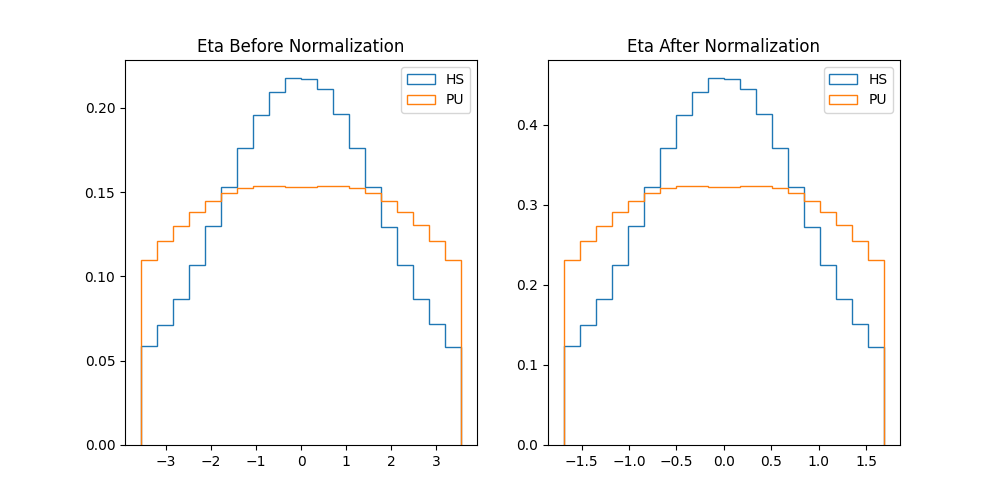 Eta Before Normalization
HS
PU
0.20
0.15
0.10
0.05
0.00
−3 −2 −1 0 1 2 3
Eta After Normalization
HS
PU
0.4
0.3
0.2
0.1
0.0
−1.5 −1.0 −0.5 0.0 0.5 1.0 1.5